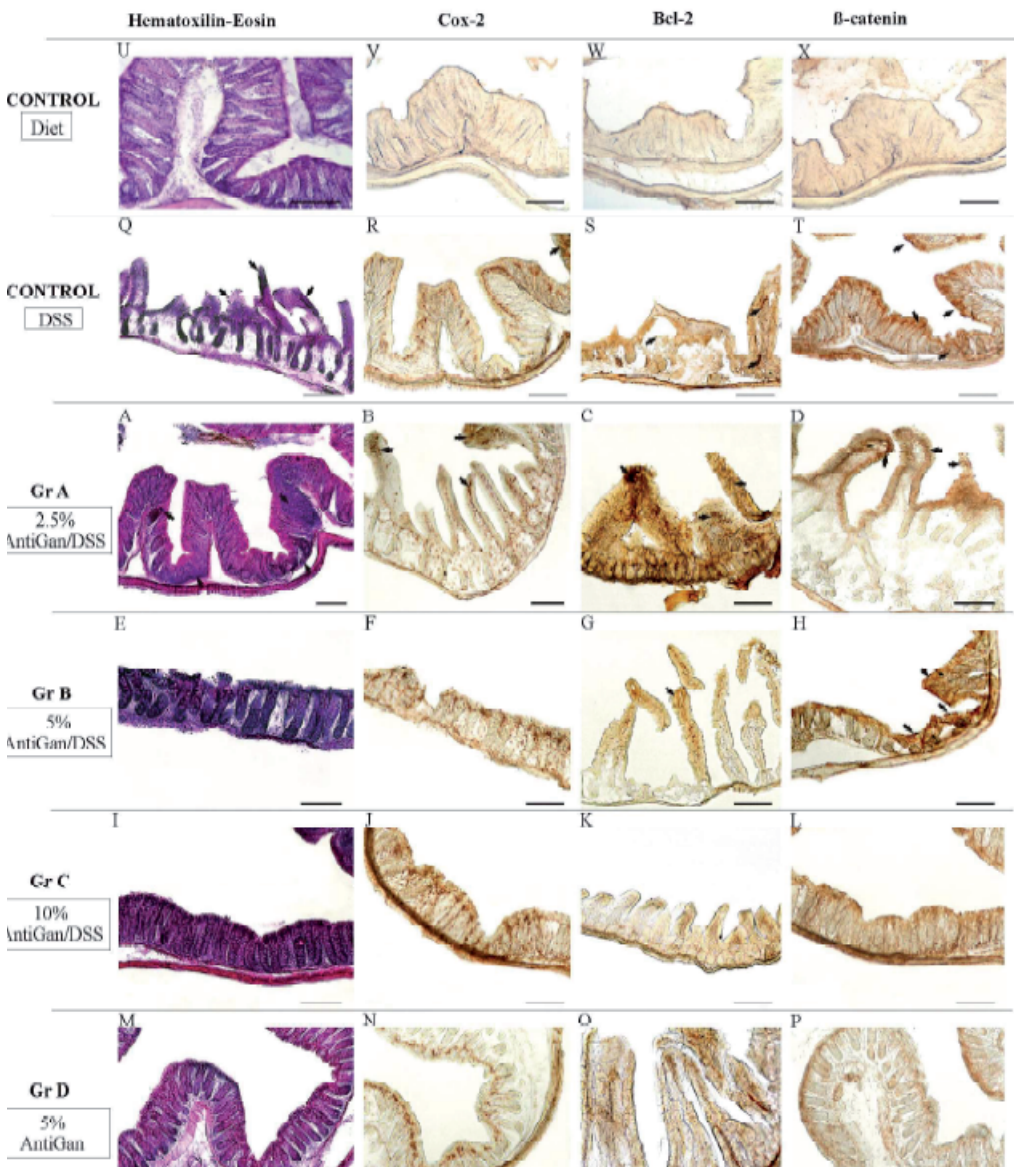 Hematoxilin-Eosin Cox-2 Bcl-2 ß-catenin
U V W X
CONTROL
Diet
Q R S T
CONTROL
DSS
A B C D
Gr A
2.5%
AntiGan/DSS
E F G H
Gr B
5%
AntiGan/DSS
I J K L
Gr C
10%
AntiGan/DSS
M N O P
Gr D
5%
AntiGan